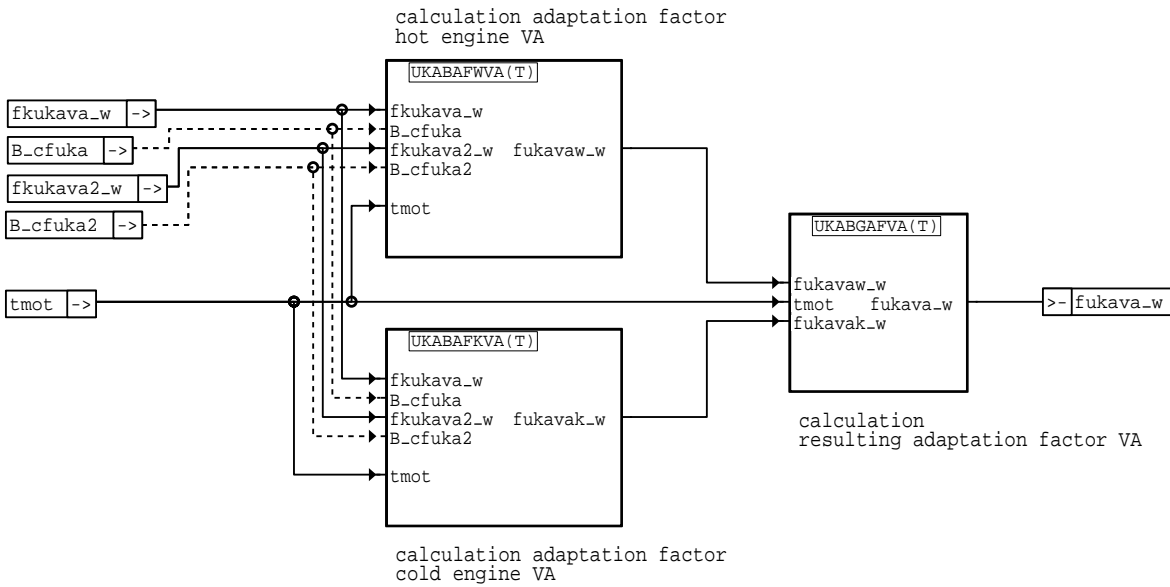 calculation adaptation factor
hot engine VA
UKABAFWVA(T)
fkukava_w ->
B_cfuka ->
fkukava2_w ->
B_cfuka2 ->
tmot ->
fkukava_w
B_cfuka
fkukava2_w fukavaw_w
B_cfuka2
tmot
UKABGAFVA(T)
fukavaw_w
tmot fukava_w
fukavak_w
>- fukava_w
calculation
resulting adaptation factor VA
UKABAFKVA(T)
fkukava_w
B_cfuka
fkukava2_w fukavak_w
B_cfuka2
tmot
calculation adaptation factor
cold engine VA